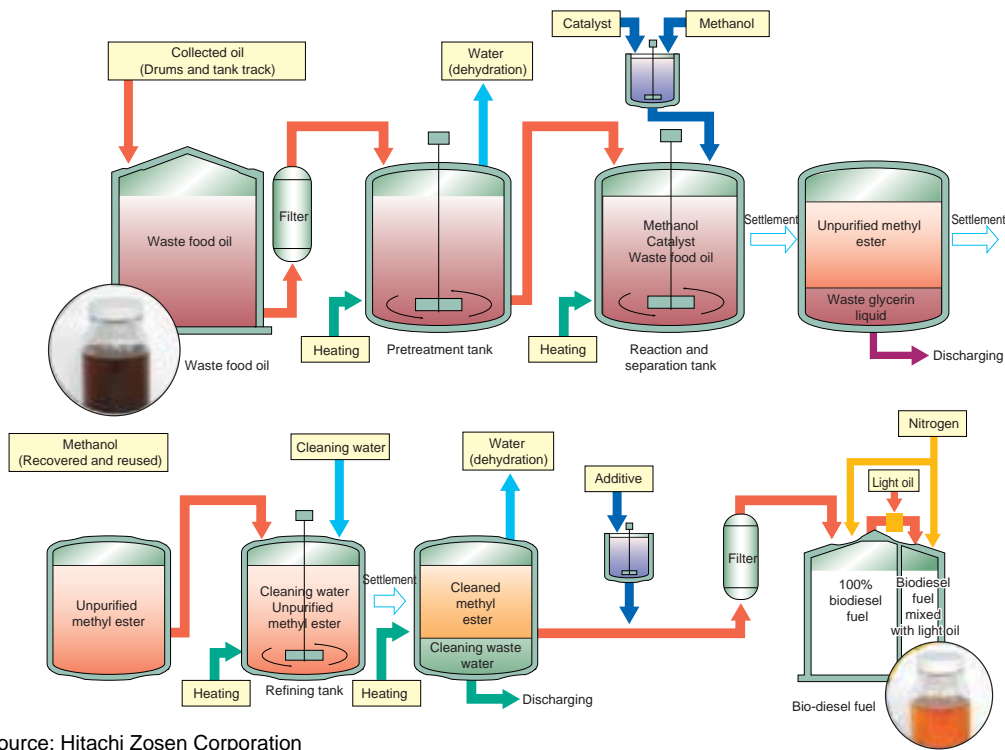 Catalyst
Methanol
Collected oil
(Drums and tank track)
Water
(dehydration)
Filter
Waste food oil
Methanol
Catalyst
Waste food oil
Settlement
Unpurified methyl
ester
Settlement
Waste glycerin
liquid
Heating
Pretreatment tank
Heating
Reaction and
separation tank
Discharging
Waste food oil
Methanol
(Recovered and reused)
Cleaning water
Water
(dehydration)
Additive
Nitrogen
Light oil
Filter
Unpurified
methyl ester
Cleaning water
Unpurified
methyl ester
Settlement
Cleaned
methyl
ester
Cleaning waste
water
100%
biodiesel
fuel
Biodiesel
fuel
mixed
with light oil
Heating
Refining tank
Heating
Discharging
Bio-diesel fuel
ource: Hitachi Zosen Corporation